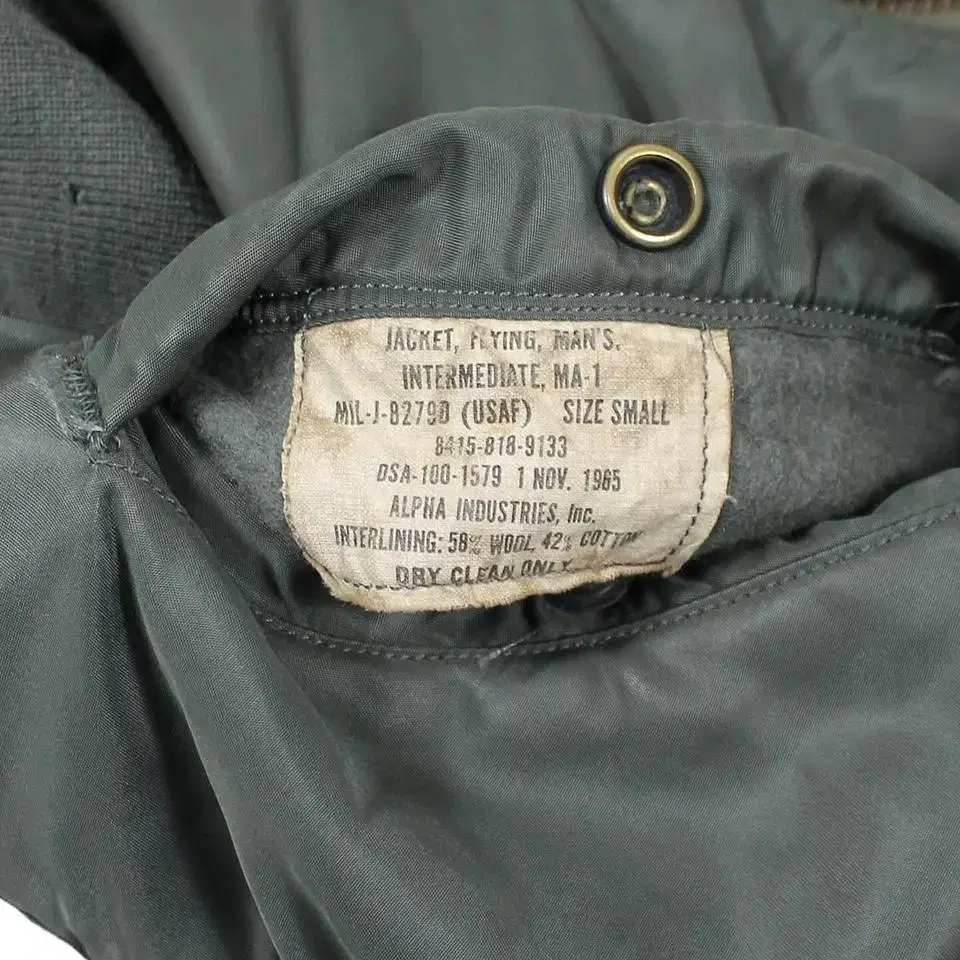 JACKET, FLYING, MAN'S.
INTERMEDIATE, MA-1
MIL-J-8279D (USAF) SIZE SMALL
8415-818-9133
DSA-100-1579 1 NOV. 1965
ALPHA INDUSTRIES, Inc.
INTERLINING: 58% WOOL 42% COTTON
DRY CLEAN ONLY